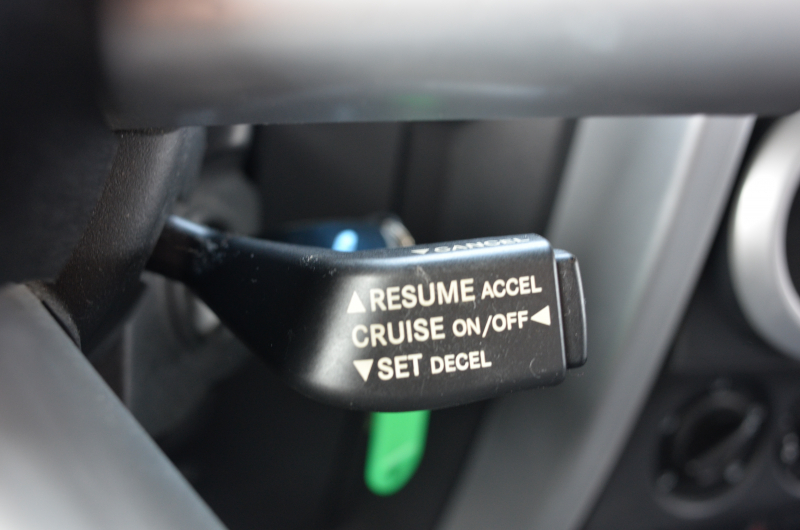 ▼CANCEL
▲RESUME ACCEL
CRUISE ON/OFF◀
▼SET DECEL